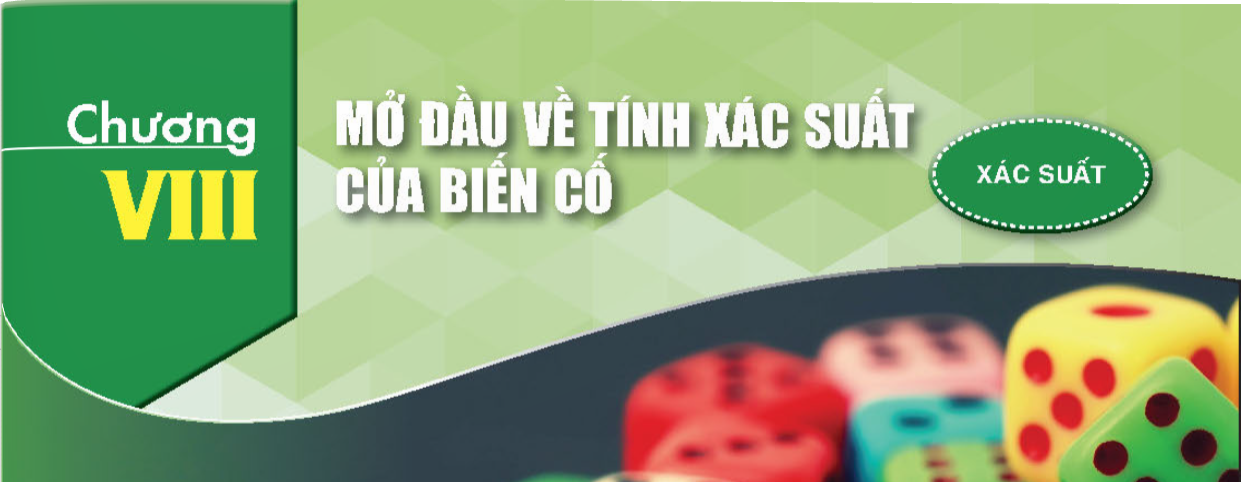 Chương
VIII
MỞ ĐẦU VỀ TÍNH XÁC SUẤT
CỦA BIẾN CỐ
XÁC SUẤT